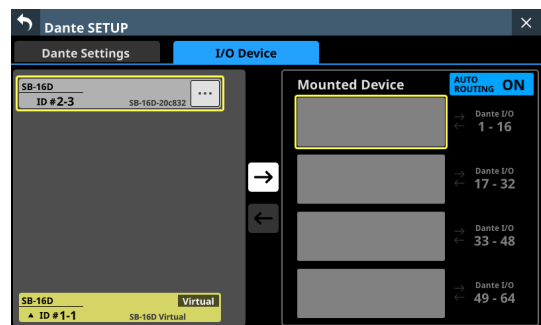 Dante SETUP
Dante Settings
I/O Device
SB-16D
ID #2-3
SB-16D-20c832
...
Mounted Device
AUTO ROUTING ON
Dante I/O
1 - 16
Dante I/O
17 - 32
Dante I/O
33 - 48
Dante I/O
49 - 64
SB-16D
Virtual
▲ ID #1-1
SB-16D Virtual